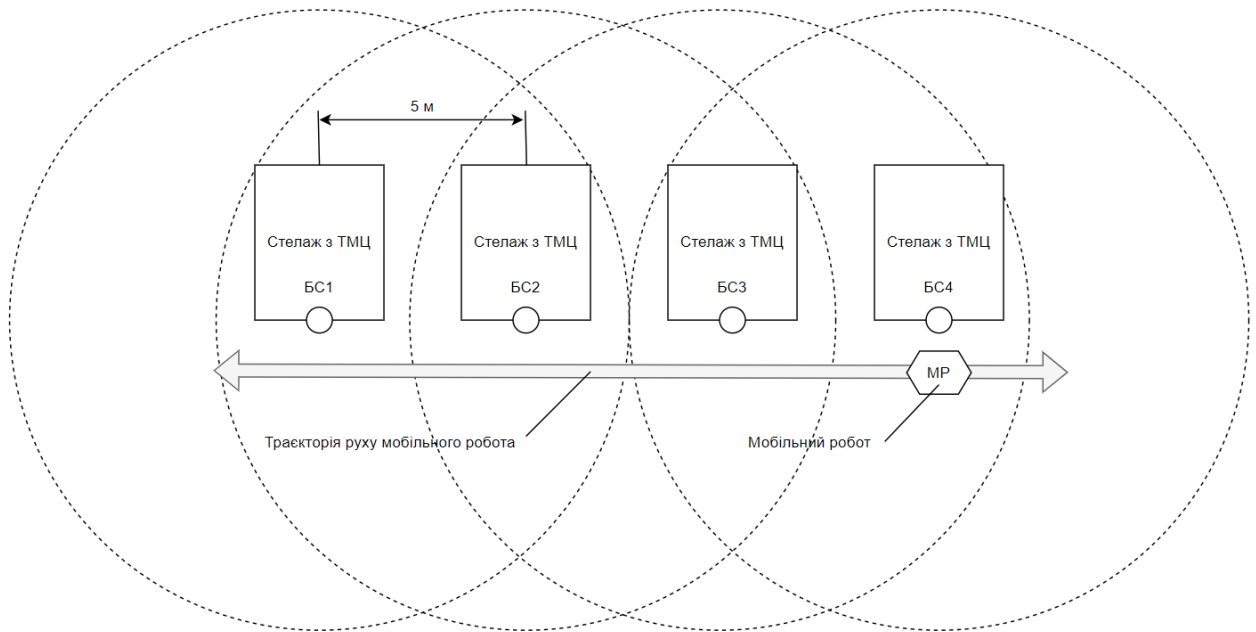 5 м
Стелаж з ТМЦ
Стелаж з ТМЦ
Стелаж з ТМЦ
Стелаж з ТМЦ
БС1
БС2
БС3
БС4
МР
Траєкторія руху мобільного робота
Мобільний робот